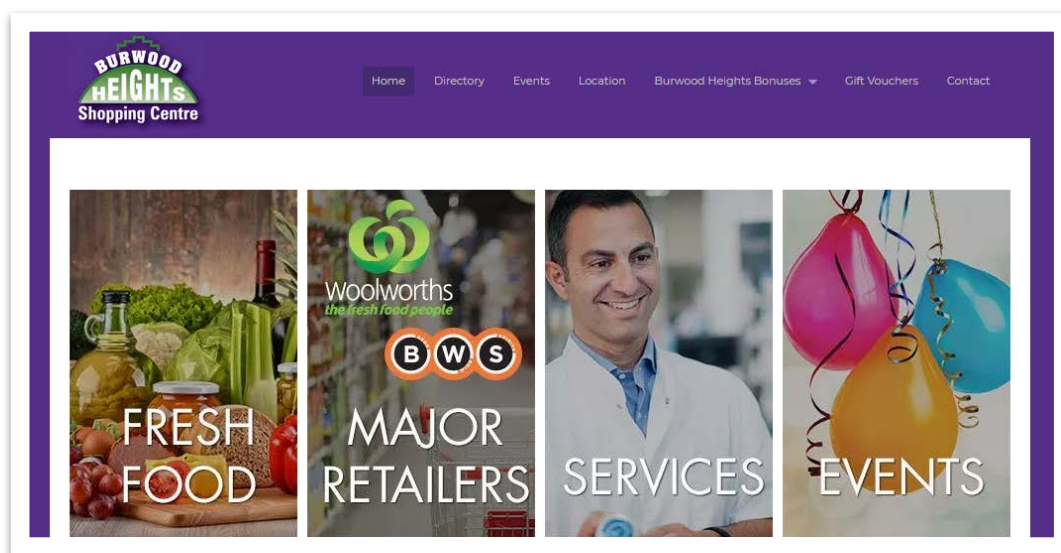 BURWOOD
HEIGHTS
Shopping Centre
Home Directory Events Location Burwood Heights Bonuses Gift Vouchers Contact
FRESH
FOOD
Woolworths
the fresh food people
BWS
MAJOR
RETAILERS
SERVICES
EVENTS